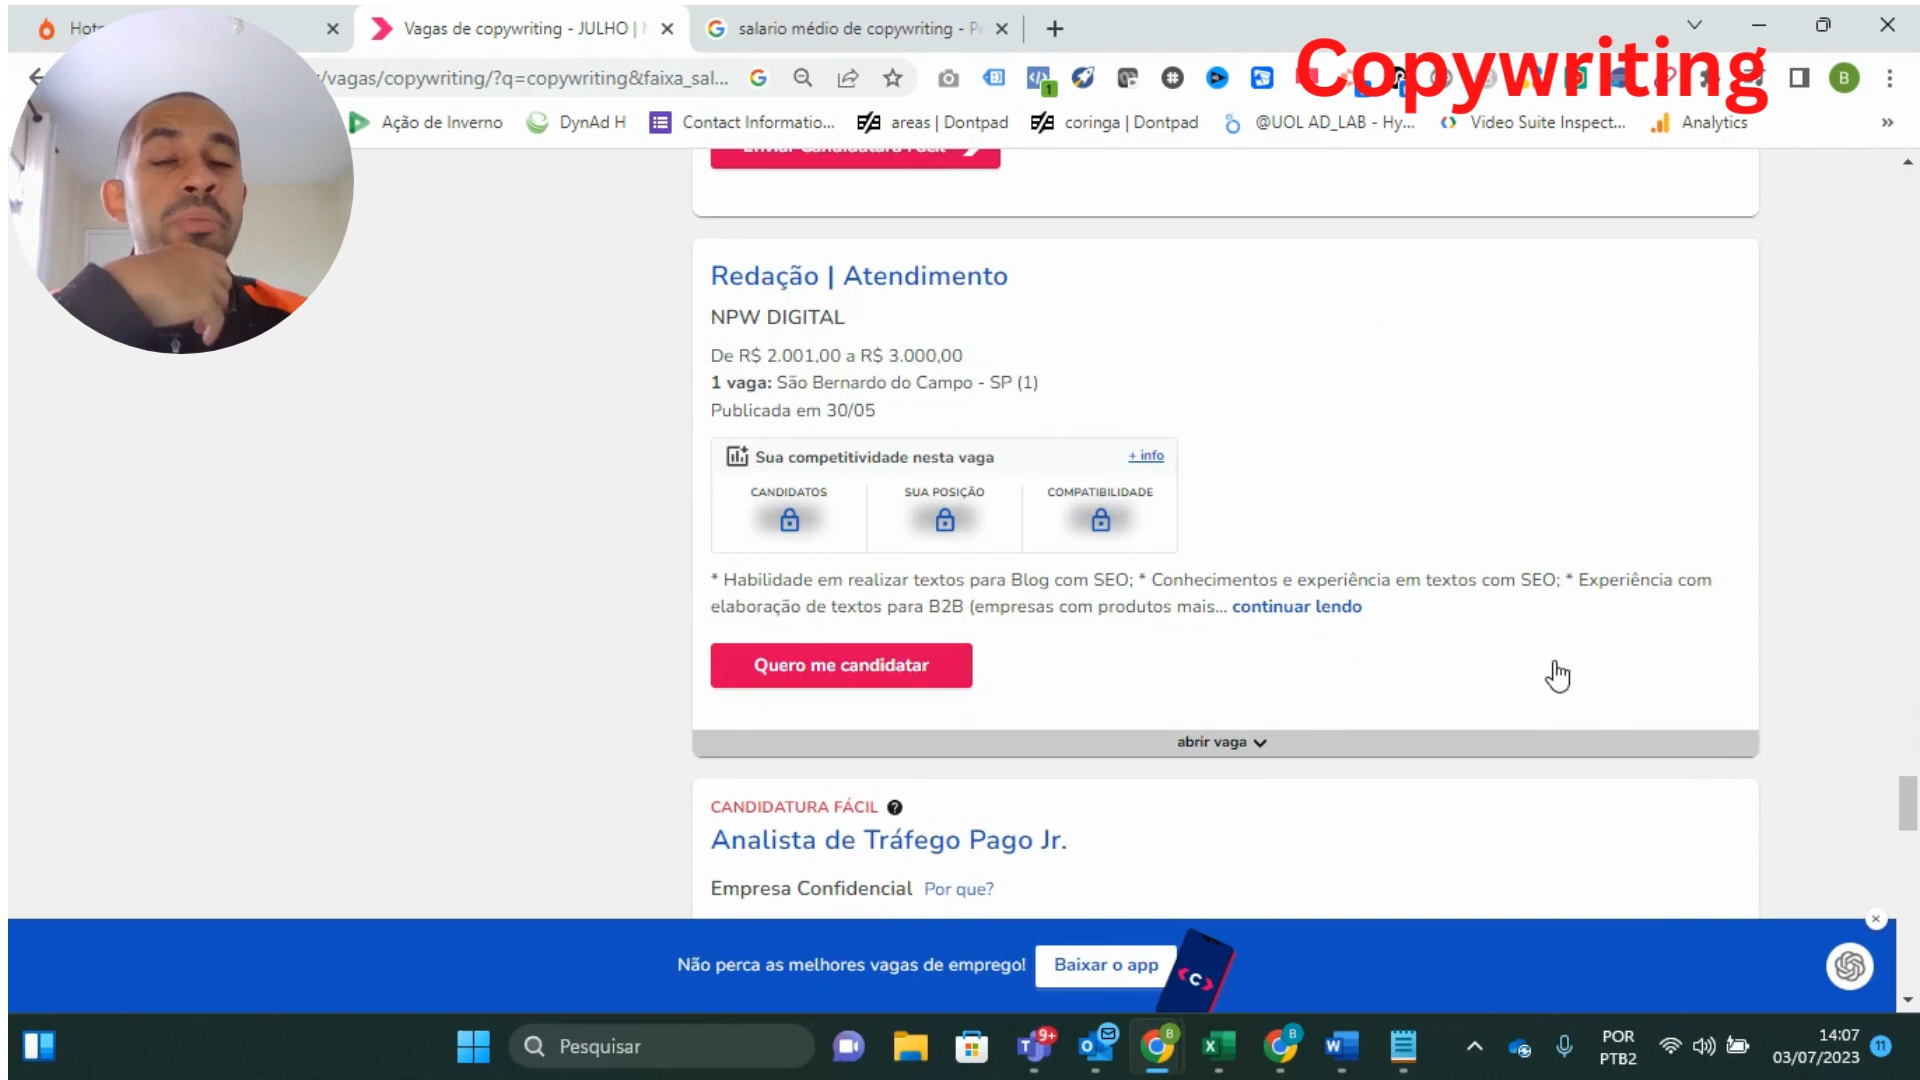 Vagas de copywriting - JULHO |
salario médio de copywriting - Pe
Copywriting
/vagas/copywriting/?q=copywriting&faixa_sal...
B
Ação de Inverno
DynAd H
Contact Informatio...
areas | Dontpad
coringa | Dontpad
@UOL AD_LAB - Hy...
Video Suite Inspect...
Analytics
»
Redação | Atendimento
NPW DIGITAL
De R$ 2.001,00 a R$ 3.000,00
1 vaga: São Bernardo do Campo - SP (1)
Publicada em 30/05
Sua competitividade nesta vaga
+ info
CANDIDATOS
SUA POSIÇÃO
COMPATIBILIDADE
* Habilidade em realizar textos para Blog com SEO; * Conhecimentos e experiência em textos com SEO; * Experiência com
elaboração de textos para B2B (empresas com produtos mais... continuar lendo
Quero me candidatar
abrir vaga
CANDIDATURA FÁCIL
Analista de Tráfego Pago Jr.
Empresa Confidencial Por que?
Não perca as melhores vagas de emprego!
Baixar o app
Pesquisar
9+
POR
PTB2
14:07
03/07/2023
11